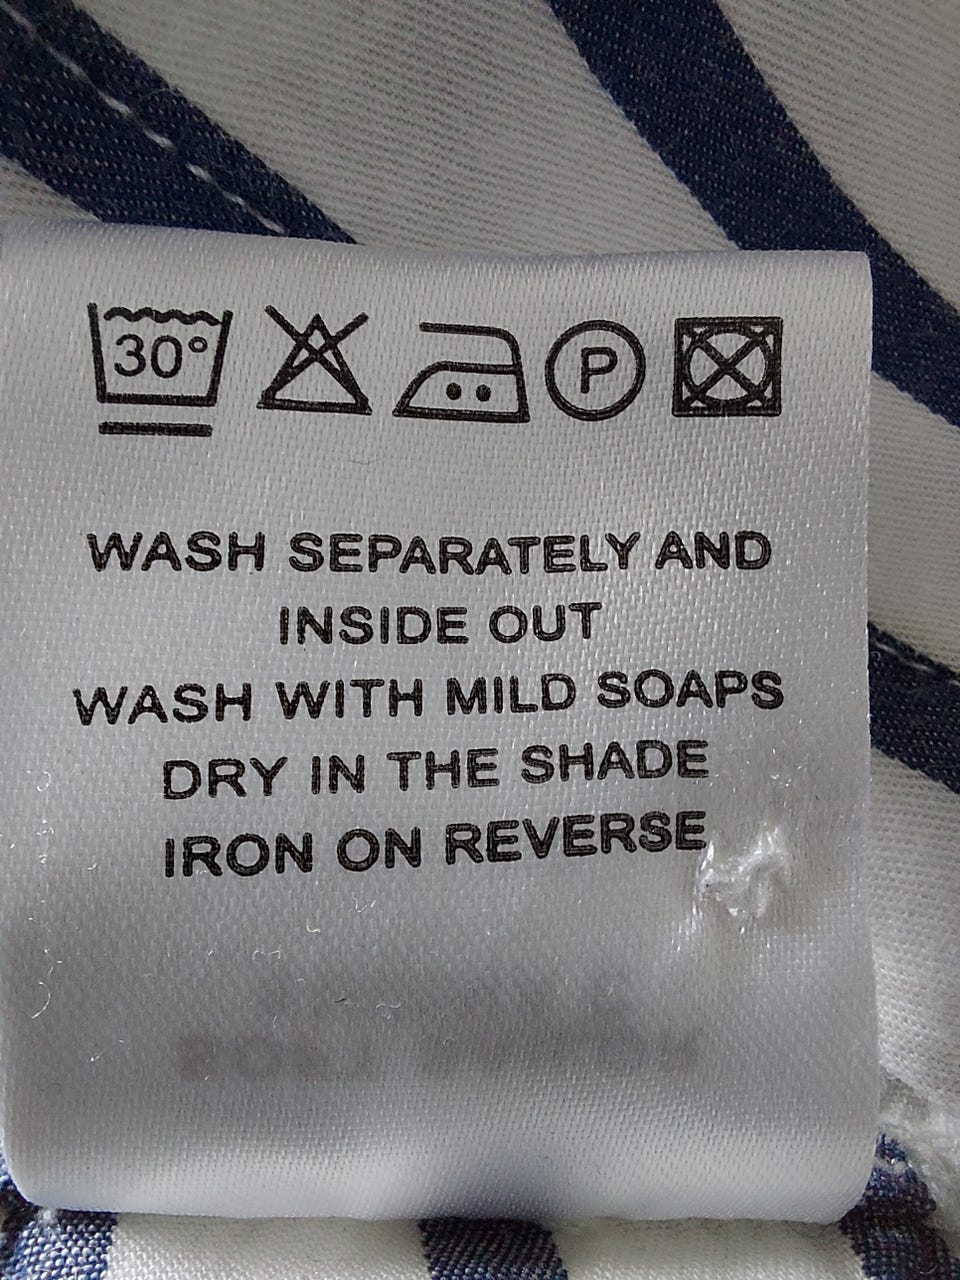 30°
P
WASH SEPARATELY AND
INSIDE OUT
WASH WITH MILD SOAPS
DRY IN THE SHADE
IRON ON REVERSE